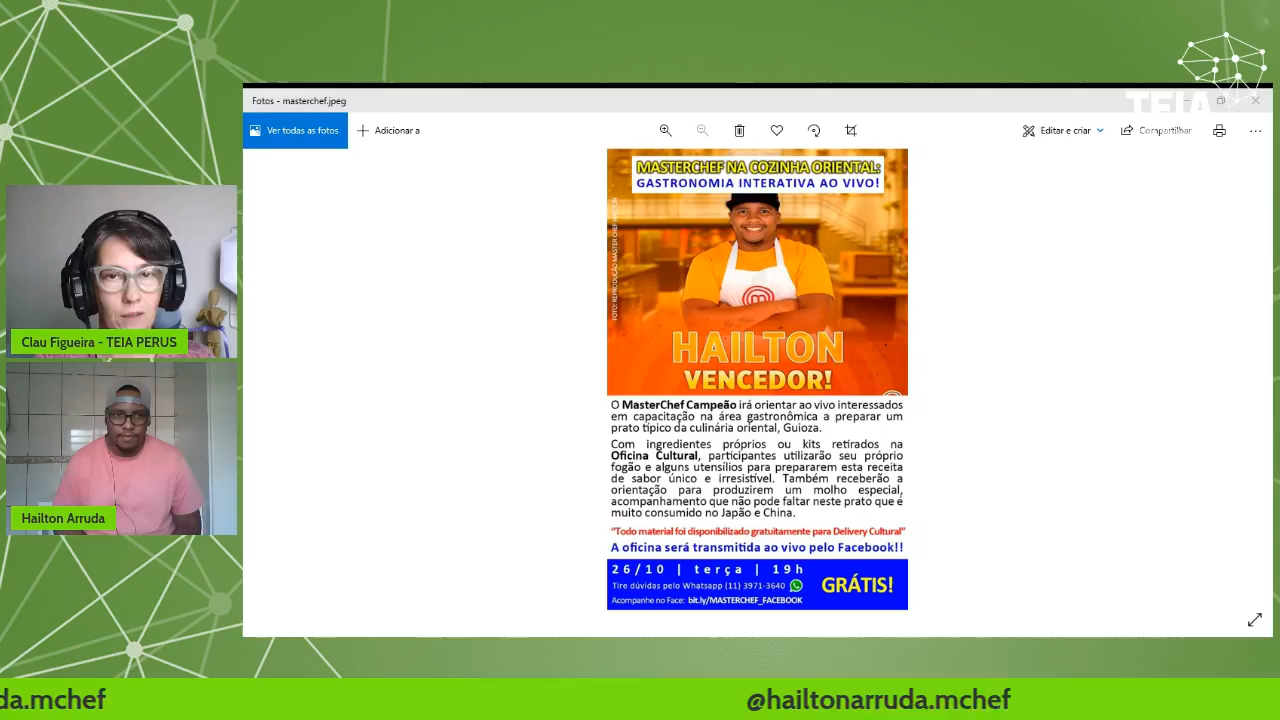 TEIA
Fotos - masterchef.jpeg
Ver todas as fotos
Adicionar a
Editar e criar
Compartilhar
MASTERCHEF NA COZINHA ORIENTAL:
GASTRONOMIA INTERATIVA AO VIVO!
FOTO: REPRODUÇÃO MASTER CHEF/HAILTON
HAILTON
VENCEDOR!
O MasterChef Campeão irá orientar ao vivo interessados
em capacitação na área gastronômica a preparar um
prato típico da culinária oriental, Guioza.
Com ingredientes próprios ou kits retirados na
Oficina Cultural, participantes utilizarão seu próprio
fogão e alguns utensílios para prepararem esta receita
de sabor único e irresistível. Também receberão a
orientação para produzirem um molho especial,
acompanhamento que não pode faltar neste prato que é
muito consumido no Japão e China.
"Todo material foi disponibilizado gratuitamente para Delivery Cultural"
A oficina será transmitida ao vivo pelo Facebook!!
26/10 | terça | 19h
Tire dúvidas pelo Whatsapp (11) 3971-3640
GRÁTIS!
Acompanhe no Face: bit.ly/MASTERCHEF_FACEBOOK
Clau Figueira - TEIA PERUS
Hailton Arruda
da.mchef
@hailtonarruda.mchef